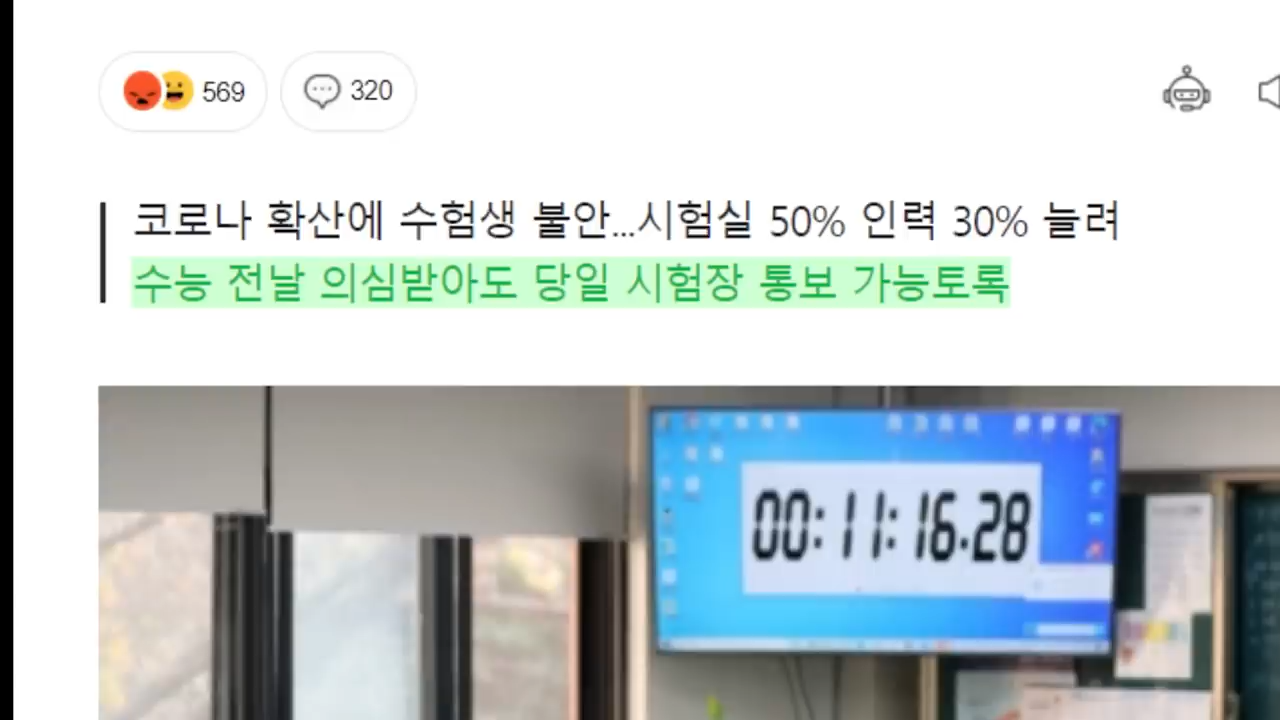 569
320
코로나 확산에 수험생 불안...시험실 50% 인력 30% 늘려
수능 전날 의심받아도 당일 시험장 통보 가능토록
00:11:16.28